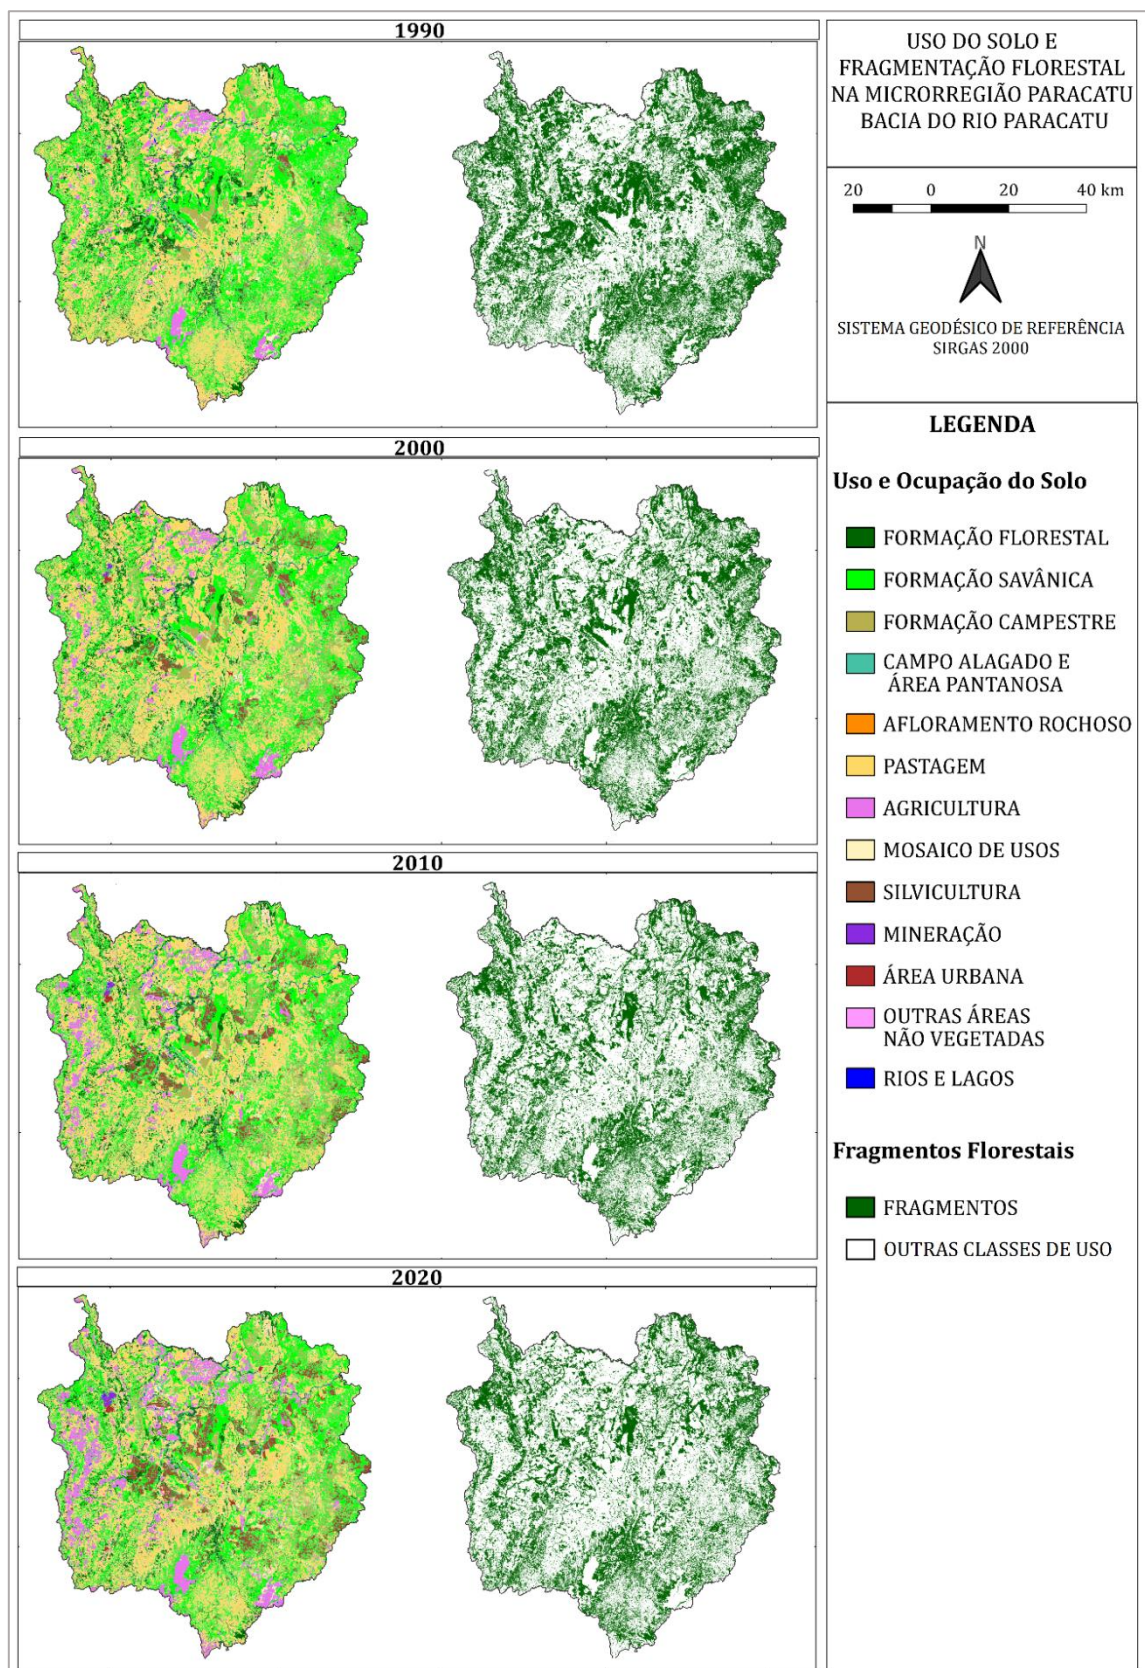 1990
2000
2010
2020
USO DO SOLO E
FRAGMENTAÇÃO FLORESTAL
NA MICRORREGIÃO PARACATU
BACIA DO RIO PARACATU
20 0 20 40 km
N
SISTEMA GEODÉSICO DE REFERÊNCIA
SIRGAS 2000
LEGENDA
Uso e Ocupação do Solo
FORMAÇÃO FLORESTAL
FORMAÇÃO SAVÂNICA
FORMAÇÃO CAMPESTRE
CAMPO ALAGADO E
ÁREA PANTANOSA
AFLORAMENTO ROCHOSO
PASTAGEM
AGRICULTURA
MOSAICO DE USOS
SILVICULTURA
MINERAÇÃO
ÁREA URBANA
OUTRAS ÁREAS
NÃO VEGETADAS
RIOS E LAGOS
Fragmentos Florestais
FRAGMENTOS
OUTRAS CLASSES DE USO